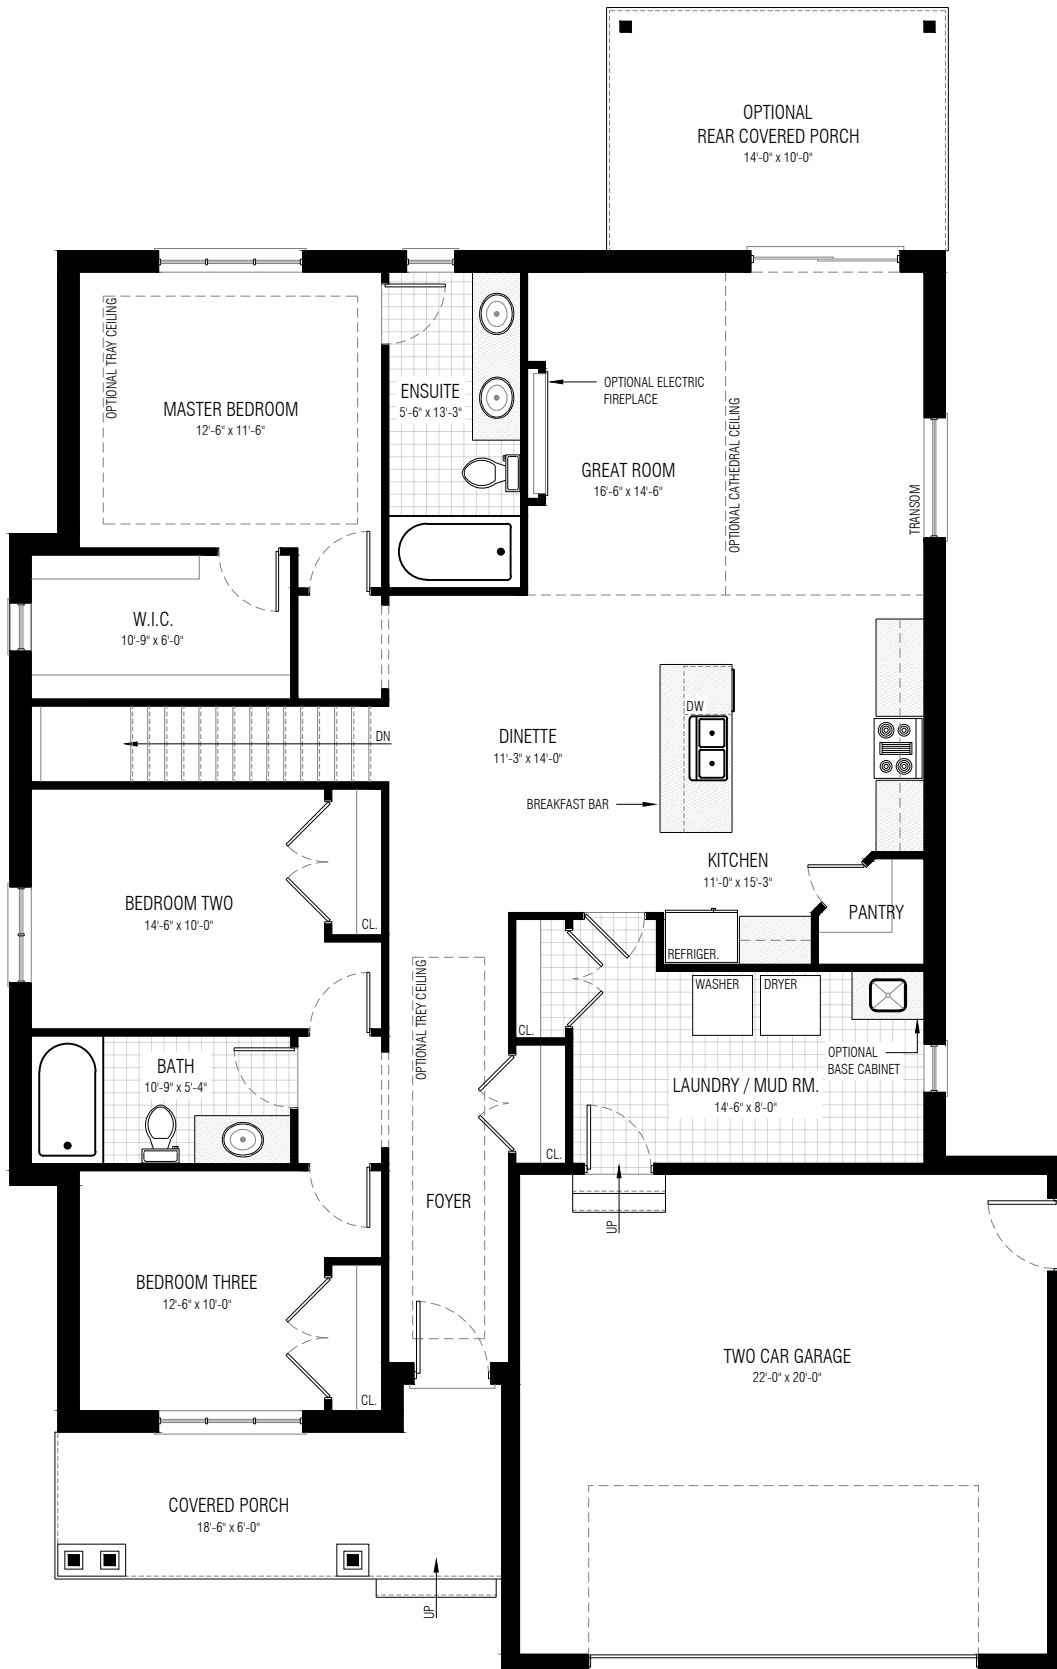 OPTIONAL
REAR COVERED PORCH
14'-0" x 10'-0"
OPTIONAL TRAY CEILING
MASTER BEDROOM
12'-6" x 11'-6"
ENSUITE
5'-6" x 13'-3"
OPTIONAL ELECTRIC
FIREPLACE
GREAT ROOM
16'-6" x 14'-6"
OPTIONAL CATHEDRAL CEILING
TRANSOM
W.I.C.
10'-9" x 6'-0"
DN
DINETTE
11'-3" x 14'-0"
DW
BREAKFAST BAR
KITCHEN
11'-0" x 15'-3"
PANTRY
BEDROOM TWO
14'-6" x 10'-0"
CL.
REFRIGER.
OPTIONAL TREY CEILING
CL.
WASHER
DRYER
OPTIONAL
BASE CABINET
LAUNDRY / MUD RM.
14'-6" x 8'-0"
BATH
10'-9" x 5'-4"
CL.
FOYER
UP
BEDROOM THREE
12'-6" x 10'-0"
CL.
TWO CAR GARAGE
22'-0" x 20'-0"
COVERED PORCH
18'-6" x 6'-0"
UP